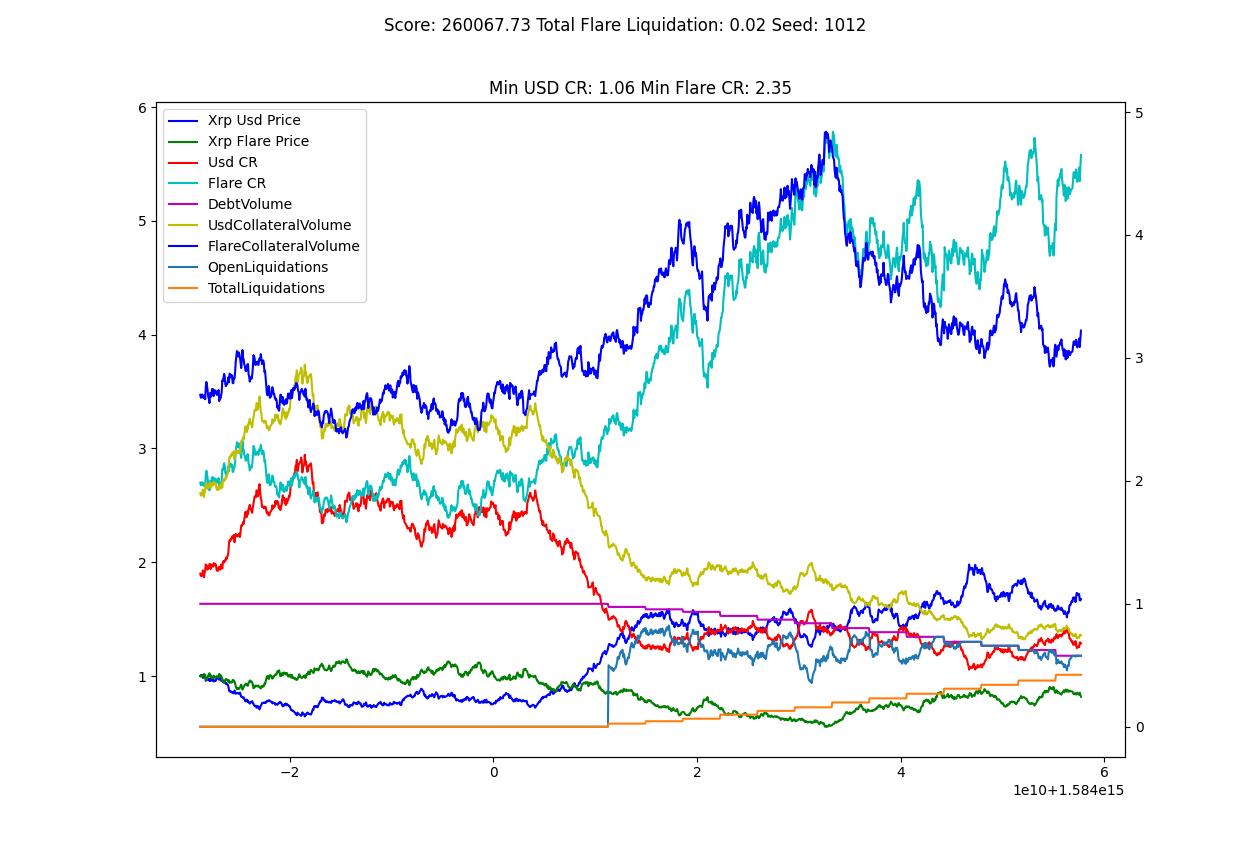 Score: 260067.73 Total Flare Liquidation: 0.02 Seed: 1012
Min USD CR: 1.06 Min Flare CR: 2.35
Xrp Usd Price
Xrp Flare Price
Usd CR
Flare CR
DebtVolume
UsdCollateralVolume
FlareCollateralVolume
OpenLiquidations
TotalLiquidations
6
5
4
3
2
1
5
4
3
2
1
0
−2
0
2
4
6
1e10+1.584e15